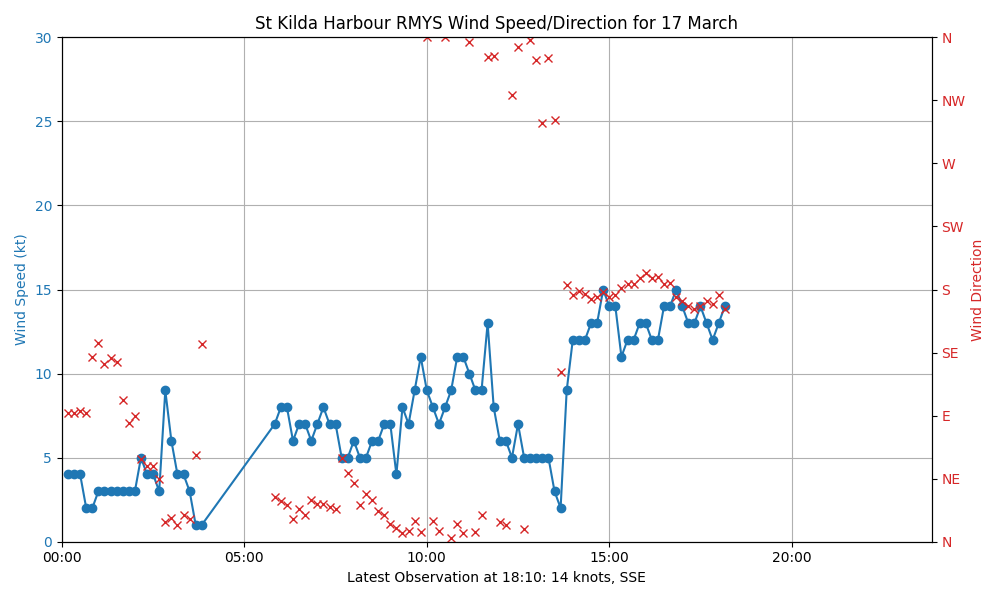 St Kilda Harbour RMYS Wind Speed/Direction for 17 March
30
25
20
15
10
5
0
Wind Speed (kt)
N
NW
W
SW
S
SE
E
NE
N
Wind Direction
00:00
05:00
10:00
15:00
20:00
Latest Observation at 18:10: 14 knots, SSE